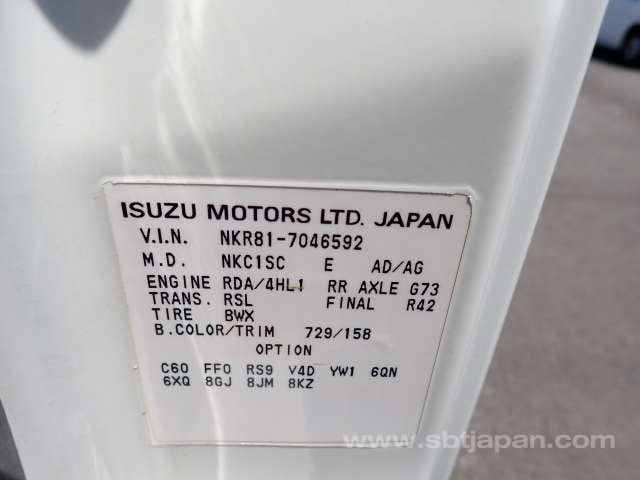 ISUZU MOTORS LTD. JAPAN
V.I.N. NKR81-7046592
M.D. NKC1SC E AD/AG
ENGINE RDA/4HL1 RR AXLE G73
TRANS. RSL FINAL R42
TIRE BWX
B.COLOR/TRIM 729/158
OPTION
C60 FF0 RS9 V4D YW1 6QN
6XQ 8GJ 8JM 8KZ
www.sbtjapan.com